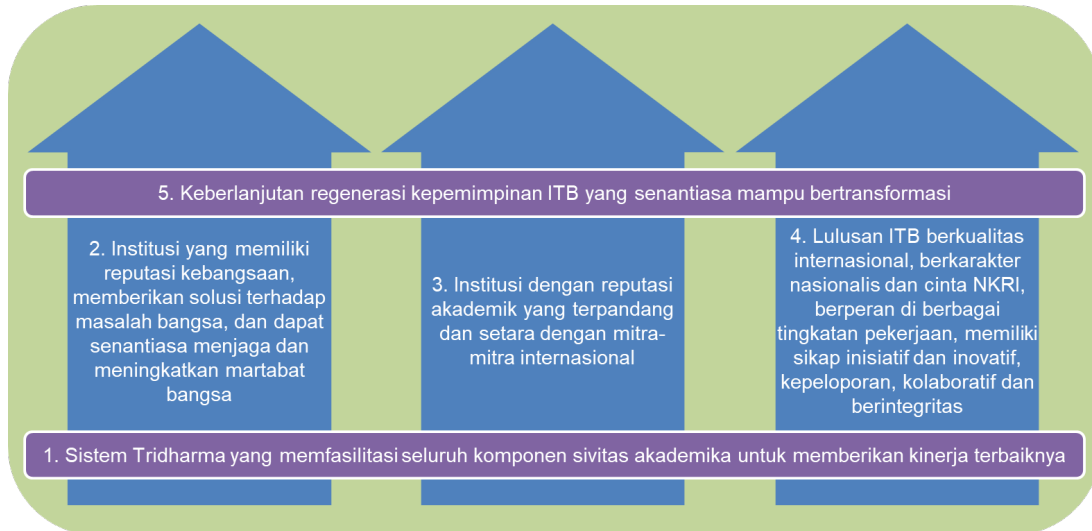 5. Keberlanjutan regenerasi kepemimpinan ITB yang senantiasa mampu bertransformasi
2. Institusi yang memiliki
reputasi kebangsaan,
memberikan solusi terhadap
masalah bangsa, dan dapat
senantiasa menjaga dan
meningkatkan martabat
bangsa
3. Institusi dengan reputasi
akademik yang terpandang
dan setara dengan mitra-
mitra internasional
4. Lulusan ITB berkualitas
internasional, berkarakter
nasionalis dan cinta NKRI,
berperan di berbagai
tingkatan pekerjaan, memiliki
sikap inisiatif dan inovatif,
kepeloporan, kolaboratif dan
berintegritas
1. Sistem Tridharma yang memfasilitasi seluruh komponen sivitas akademika untuk memberikan kinerja terbaiknya